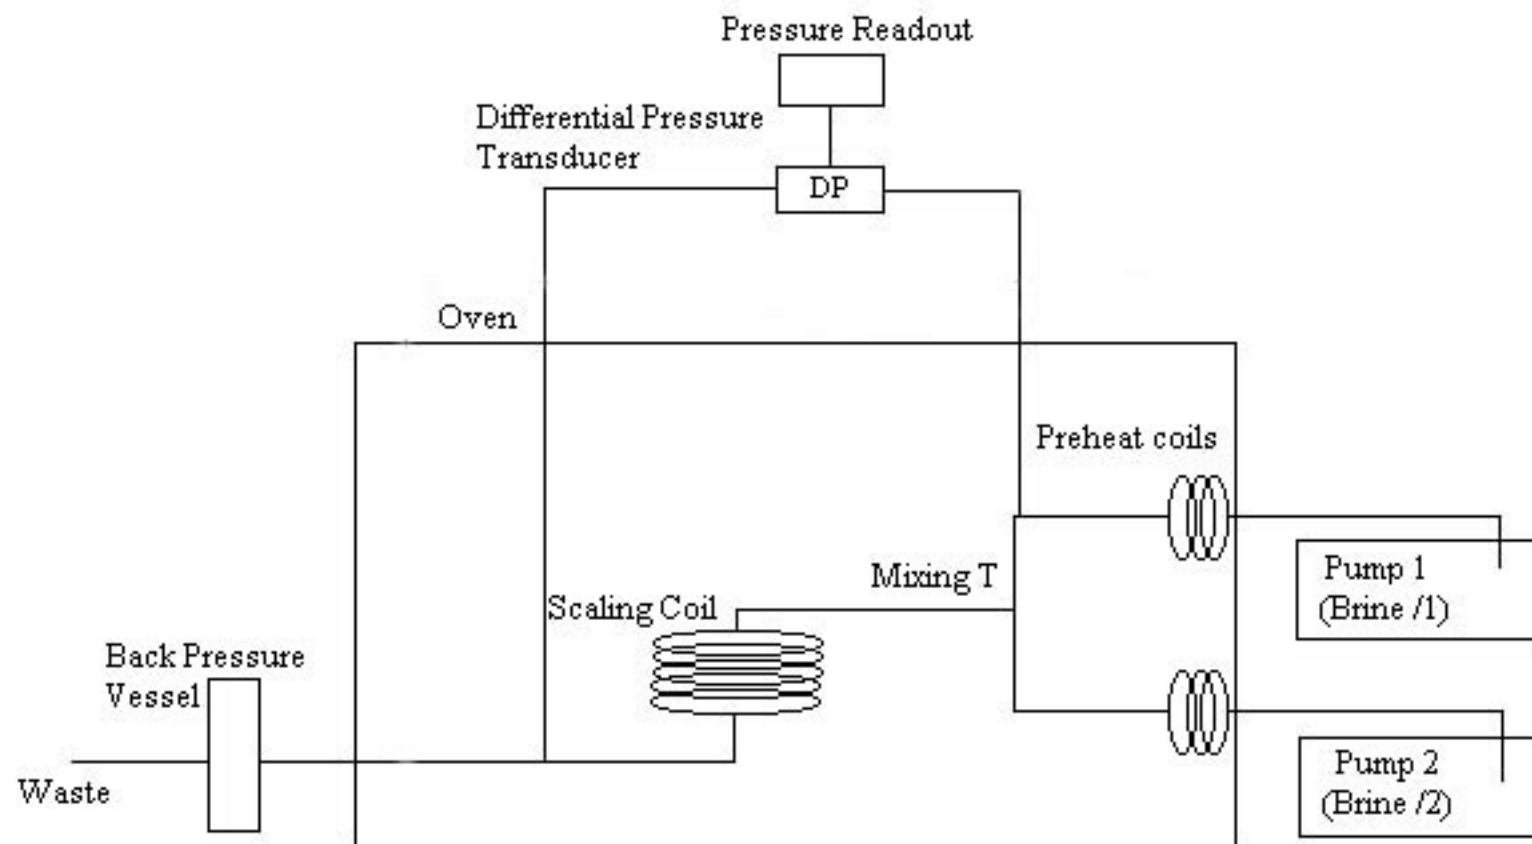 Pressure Readout
Differential Pressure
Transducer
DP
Oven
Preheat coils
Mixing T
Scaling Coil
Pump 1
(Brine /1)
Back Pressure
Vessel
Pump 2
(Brine /2)
Waste